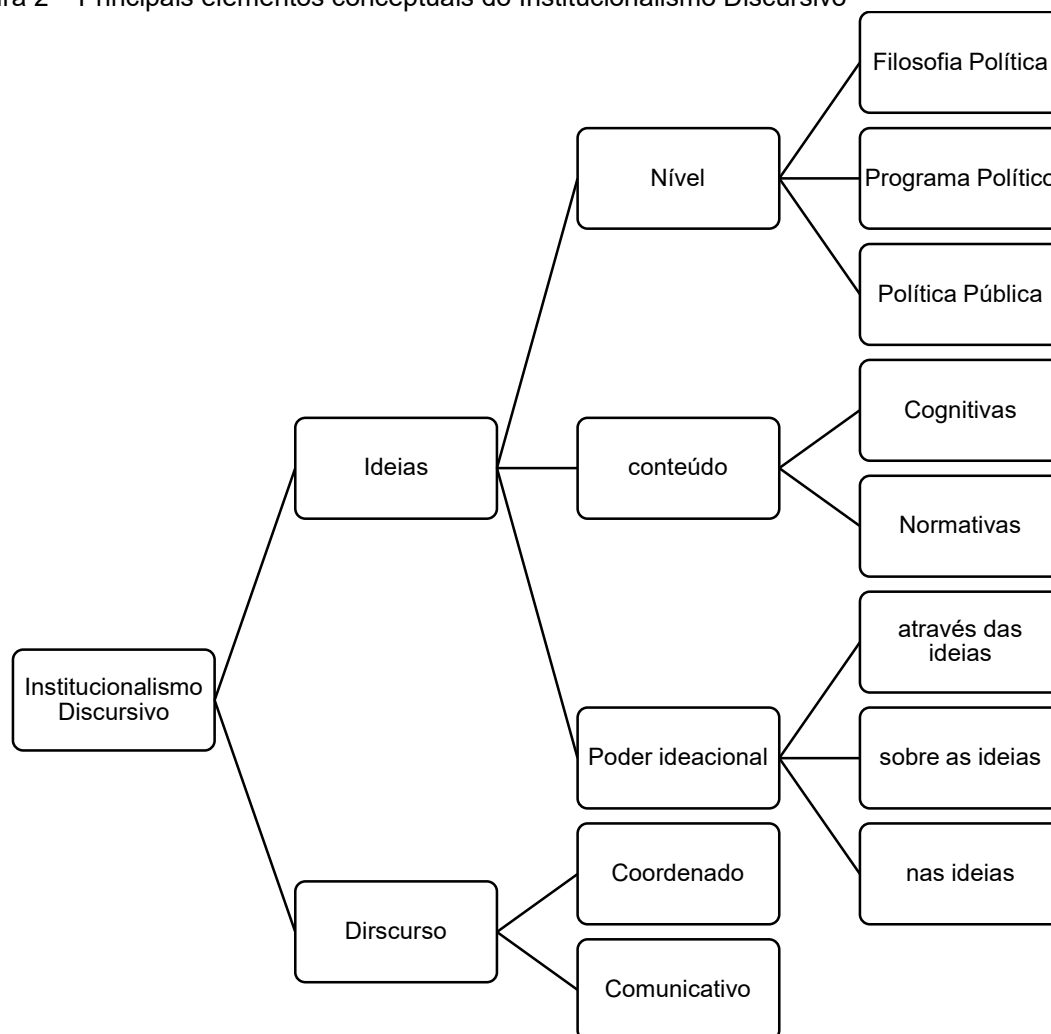 ra 2 – Principais elementos conceptuais do Institucionalismo Discursivo
Filosofia Política
Nível
Programa Político
Política Pública
Cognitivas
Ideias
conteúdo
Normativas
através das
ideias
Institucionalismo
Discursivo
Poder ideacional
sobre as ideias
Coordenado
nas ideias
Dirscurso
Comunicativo